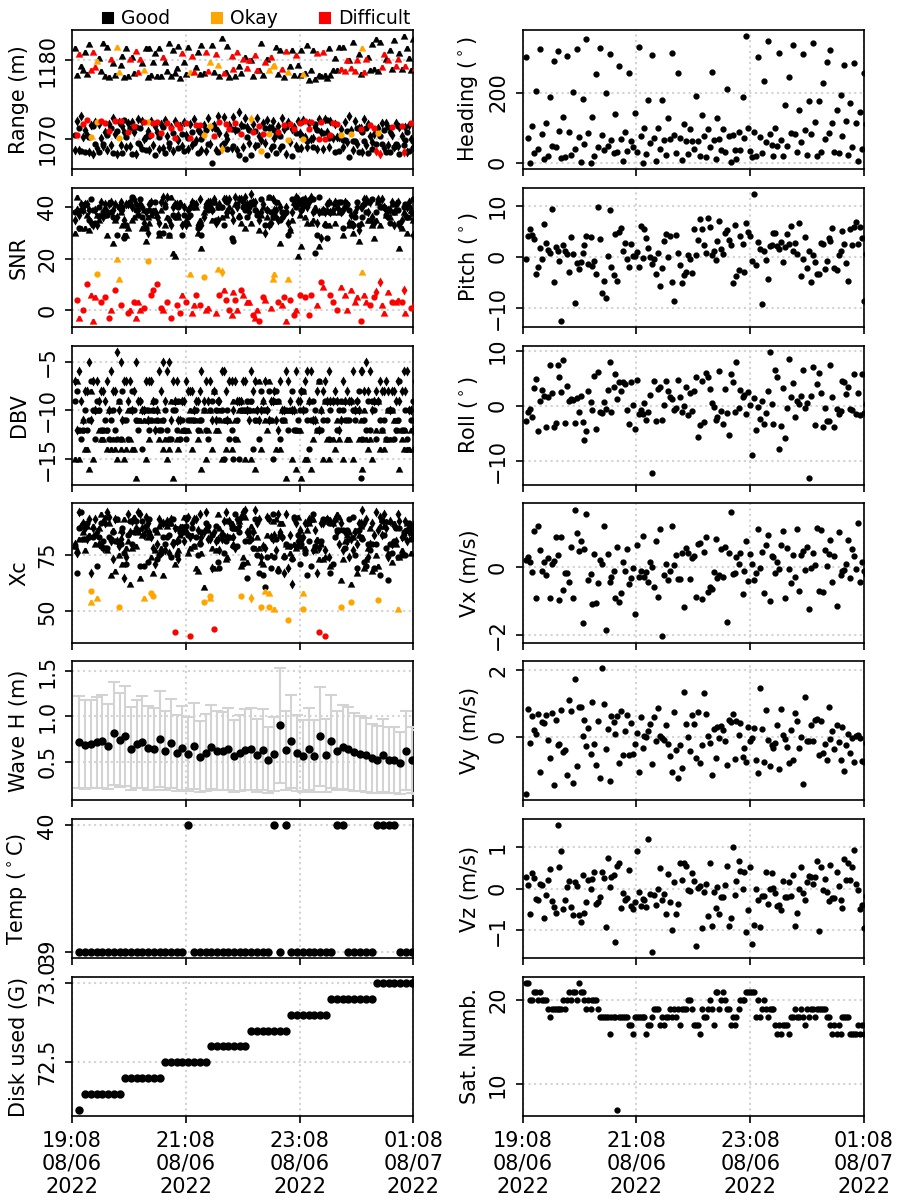 Good Okay Difficult
Range (m) 1180 1070
Heading (°) 200 0
SNR 40 20 0
Pitch (°) 10 0 −10
DBV −5 −10 −15
Roll (°) 10 0 −10
Xc 75 50
Vx (m/s) 0 −2
Wave H (m) 1.5 1.0 0.5
Vy (m/s) 2 0
Temp (°C) 40 39
Vz (m/s) 1 0 −1
Disk used (G) 73.0 72.5
Sat. Numb. 20 10
19:08 21:08 23:08 01:08 19:08 21:08 23:08 01:08
08/06 08/06 08/06 08/07 08/06 08/06 08/06 08/07
2022 2022 2022 2022 2022 2022 2022 2022